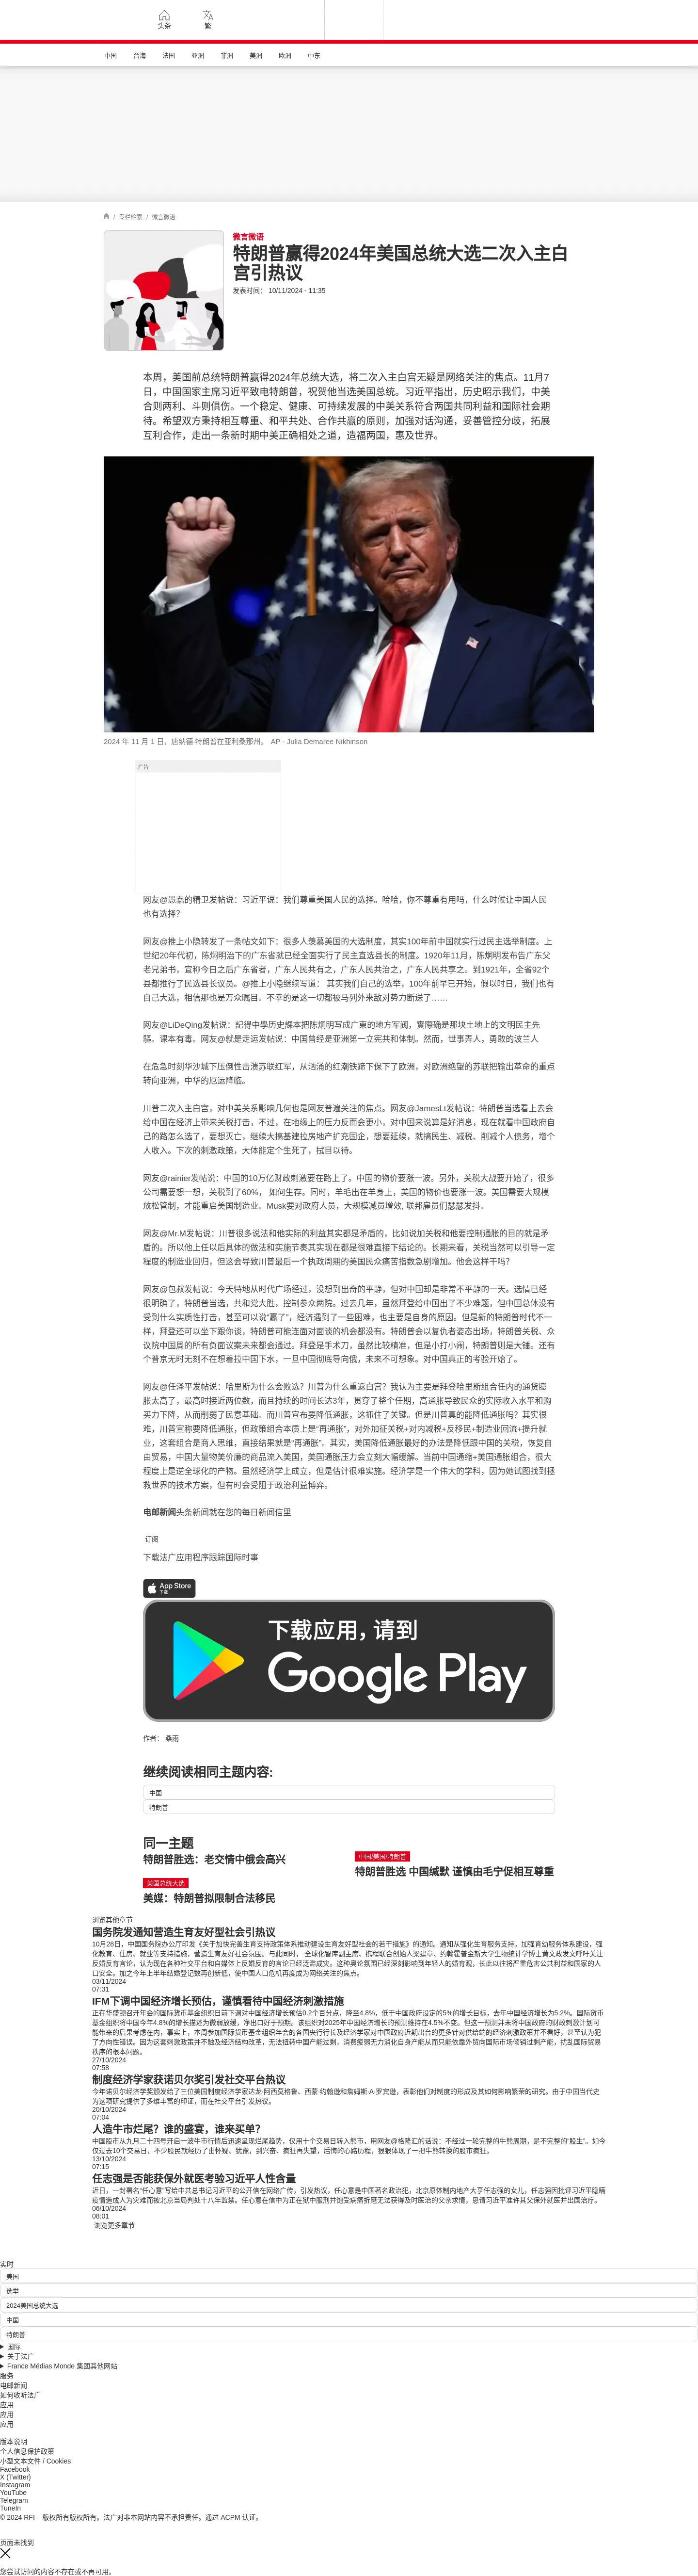 头条
繁
中国 台海 法国 亚洲 非洲 美洲 欧洲 中东
/ 专栏检索 / 微言微语
微言微语
特朗普赢得2024年美国总统大选二次入主白
宫引热议
发表时间： 10/11/2024 - 11:35
本周，美国前总统特朗普赢得2024年总统大选，将二次入主白宫无疑是网络关注的焦点。11月7
日，中国国家主席习近平致电特朗普，祝贺他当选美国总统。习近平指出，历史昭示我们，中美
合则两利、斗则俱伤。一个稳定、健康、可持续发展的中美关系符合两国共同利益和国际社会期
待。希望双方秉持相互尊重、和平共处、合作共赢的原则，加强对话沟通，妥善管控分歧，拓展
互利合作，走出一条新时期中美正确相处之道，造福两国，惠及世界。
2024 年 11 月 1 日，唐纳德·特朗普在亚利桑那州。 AP - Julia Demaree Nikhinson
广告
网友@愚蠢的精卫发帖说：习近平说：我们尊重美国人民的选择。哈哈，你不尊重有用吗，什么时候让中国人民
也有选择？
网友@推上小隐转发了一条帖文如下：很多人羡慕美国的大选制度，其实100年前中国就实行过民主选举制度。上
世纪20年代初，陈炯明治下的广东省就已经全面实行了民主直选县长的制度。1920年11月，陈炯明发布告广东父
老兄弟书，宣称今日之后广东省者，广东人民共有之，广东人民共治之，广东人民共享之。到1921年，全省92个
县都推行了民选县长议员。@推上小隐继续写道： 其实我们自己的选举，100年前早已开始，假以时日，我们也有
自己大选，相信那也是万众瞩目。不幸的是这一切都被马列外来敌对势力断送了……
网友@LiDeQing发帖说：記得中學历史課本把陈炯明写成广東的地方军阀，實際确是那块土地上的文明民主先
驅。课本有毒。网友@就是走运发帖说：中国曾经是亚洲第一立宪共和体制。然而，世事弄人，勇敢的波兰人
在危急时刻华沙城下压倒性击溃苏联红军，从汹涌的红潮铁蹄下保下了欧洲，对欧洲绝望的苏联把输出革命的重点
转向亚洲，中华的厄运降临。
川普二次入主白宫，对中美关系影响几何也是网友普遍关注的焦点。网友@JamesLt发帖说：特朗普当选看上去会
给中国在经济上带来关税打击，不过，在地缘上的压力反而会更小，对中国来说算是好消息，现在就看中国政府自
己的路怎么选了，要想灭亡，继续大搞基建拉房地产扩充国企，想要延续，就搞民生、减税、削减个人债务，增个
人收入。下次的刺激政策，大体能定个生死了，拭目以待。
网友@rainier发帖说：中国的10万亿财政刺激要在路上了。中国的物价要涨一波。另外，关税大战要开始了，很多
公司需要想一想，关税到了60%， 如何生存。同时，羊毛出在羊身上，美国的物价也要涨一波。美国需要大规模
放松管制，才能重启美国制造业。Musk要对政府人员，大规模减员增效，联邦雇员们瑟瑟发抖。
网友@Mr.M发帖说：川普很多说法和他实际的利益其实都是矛盾的，比如说加关税和他要控制通胀的目的就是矛
盾的。所以他上任以后具体的做法和实施节奏其实现在都是很难直接下结论的。长期来看，关税当然可以引导一定
程度的制造业回归，但这会导致川普最后一个执政周期的美国民众痛苦指数急剧增加。他会这样干吗？
网友@包叔发帖说：今天特地从时代广场经过，没想到出奇的平静，但对中国却是非常不平静的一天。选情已经
很明确了，特朗普当选，共和党大胜，控制参众两院。过去几年，虽然拜登给中国出了不少难题，但中国总体没有
受到什么实质性打击，甚至可以说“赢了”，经济遇到了一些困难，也主要是自身的原因。但是新的特朗普时代不一
样，拜登还可以坐下跟你谈，特朗普可能连面对面谈的机会都没有。特朗普会以复仇者姿态出场，特朗普关税、众
议院中国周的所有负面议案未来都会通过。拜登是手术刀，虽然比较精准，但是小打小闹，特朗普则是大锤。还有
个普京无时无刻不在想着拉中国下水，一旦中国彻底导向俄，未来不可想象。对中国真正的考验开始了。
网友@任泽平发帖说：哈里斯为什么会败选？川普为什么重返白宫？我认为主要是拜登哈里斯组合任内的通货膨
胀太高了，最高时接近两位数，而且持续的时间长达3年，贯穿了整个任期，高通胀导致民众的实际收入水平和购
买力下降，从而削弱了民意基础。而川普宣布要降低通胀，这抓住了关键。但是川普真的能降低通胀吗？其实很
难，川普宣称要降低通胀，但政策组合本质上是“再通胀”，对外加征关税+对内减税+反移民+制造业回流+提升就
业，这套组合是商人思维，直接结果就是“再通胀”。其实，美国降低通胀最好的办法是降低跟中国的关税，恢复自
由贸易，中国大量物美价廉的商品流入美国，美国通胀压力会立刻大幅缓解。当前中国通缩+美国通胀组合，很大
程度上是逆全球化的产物。虽然经济学上成立，但是估计很难实施。经济学是一个伟大的学科，因为她试图找到拯
救世界的技术方案，但有时会受阻于政治利益博弈。
电邮新闻头条新闻就在您的每日新闻信里
订阅
下载法广应用程序跟踪国际时事
App Store
下载
下载应用，请到
Google Play
作者： 桑雨
继续阅读相同主题内容:
中国
特朗普
同一主题
特朗普胜选：老交情中俄会高兴
中国/美国/特朗普
特朗普胜选 中国缄默 谨慎由毛宁促相互尊重
美国总统大选
美媒：特朗普拟限制合法移民
浏览其他章节
国务院发通知营造生育友好型社会引热议
10月28日，中国国务院办公厅印发《关于加快完善生育支持政策体系推动建设生育友好型社会的若干措施》的通知。通知从强化生育服务支持，加强育幼服务体系建设，强
化教育、住房、就业等支持措施，营造生育友好社会氛围。与此同时， 全球化智库副主席、携程联合创始人梁建章、约翰霍普金斯大学生物统计学博士黄文政发文呼吁关注
反婚反育言论，认为现在各种社交平台和自媒体上反婚反育的言论已经泛滥成灾。这种奥论氛围已经深刻影响到年轻人的婚育观，长此以往将严重危害公共利益和国家的人
口安全。加之今年上半年结婚登记数再创新低，使中国人口危机再度成为网络关注的焦点。
03/11/2024
07:31
IFM下调中国经济增长预估，谨慎看待中国经济刺激措施
正在华盛顿召开年会的国际货币基金组织日前下调对中国经济增长预估0.2个百分点，降至4.8%，低于中国政府设定的5%的增长目标，去年中国经济增长为5.2%。国际货币
基金组织将中国今年4.8%的增长描述为微弱放缓，净出口好于预期。该组织对2025年中国经济增长的预测维持在4.5%不变。但这一预测并未将中国政府的财政刺激计划可
能带来的后果考虑在内，事实上，本周参加国际货币基金组织年会的各国央行行长及经济学家对中国政府近期出台的更多针对供给端的经济刺激政策并不看好，甚至认为犯
了方向性错误。因为这套刺激政策并不触及经济结构改革，无法扭转中国产能过剩，消费疲弱无力消化自身产能从而只能依靠外贸向国际市场倾销过剩产能，扰乱国际贸易
秩序的根本问题。
27/10/2024
07:58
制度经济学家获诺贝尔奖引发社交平台热议
今年诺贝尔经济学奖颁发给了三位美国制度经济学家达龙·阿西莫格鲁、西蒙·约翰逊和詹姆斯·A·罗宾逊，表彰他们对制度的形成及其如何影响繁荣的研究。由于中国当代史
为这项研究提供了多维丰富的印证，而在社交平台引发热议。
20/10/2024
07:04
人造牛市烂尾？谁的盛宴，谁来买单？
中国股市从九月二十四号开启一波牛市行情后迅速呈现烂尾趋势，仅用十个交易日转入熊市，用网友@格隆汇的话说：不经过一轮完整的牛熊周期，是不完整的“股生”。如今
仅过去10个交易日，不少股民就经历了由怀疑、犹豫，到兴奋、疯狂再失望，后悔的心路历程，狠狠体现了一把牛熊转换的股市疯狂。
13/10/2024
07:15
任志强是否能获保外就医考验习近平人性含量
近日，一封署名“任心意”写给中共总书记习近平的公开信在网络广传，引发热议，任心意是中国著名政治犯，北京原体制内地产大亨任志强的女儿，任志强因批评习近平隐瞒
疫情造成人为灾难而被北京当局判处十八年监禁。任心意在信中为正在狱中服刑并饱受病痛折磨无法获得及时医治的父亲求情，恳请习近平准许其父保外就医并出国治疗。
06/10/2024
08:01
浏览更多章节
实时
美国
选举
2024美国总统大选
中国
特朗普
国际
关于法广
France Médias Monde 集团其他网站
服务
电邮新闻
如何收听法广
应用
应用
应用
版本说明
个人信息保护政策
小型文本文件 / Cookies
Facebook
X (Twitter)
Instagram
YouTube
Telegram
TuneIn
© 2024 RFI – 版权所有版权所有。法广对非本网站内容不承担责任。通过 ACPM 认证。
页面未找到
您尝试访问的内容不存在或不再可用。